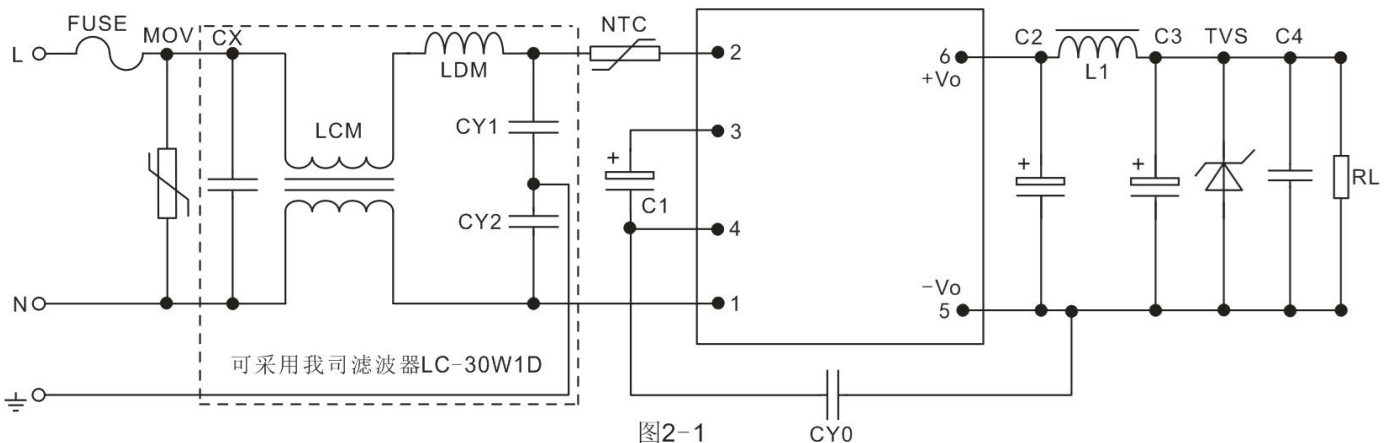 FUSE
MOV
CX
NTC
L
LDM
2
CY1
LCM
3
+
C1
CY2
4
N
1
可采用我司滤波器LC-30W1D
C2
C3
TVS
C4
6
+Vo
L1
+
+
RL
-Vo
5
CY0
图2-1